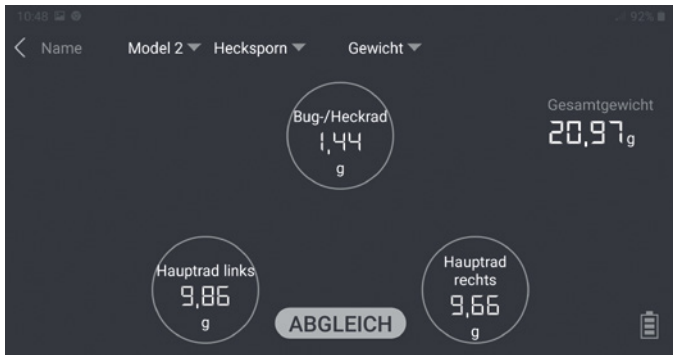 10:48
92%
Name
Model 2
Hecksporn
Gewicht
Bug-/Heckrad
1,44
g
Gesamtgewicht
20,97g
Hauptrad links
9,86
g
Hauptrad
rechts
9,66
g
ABGLEICH